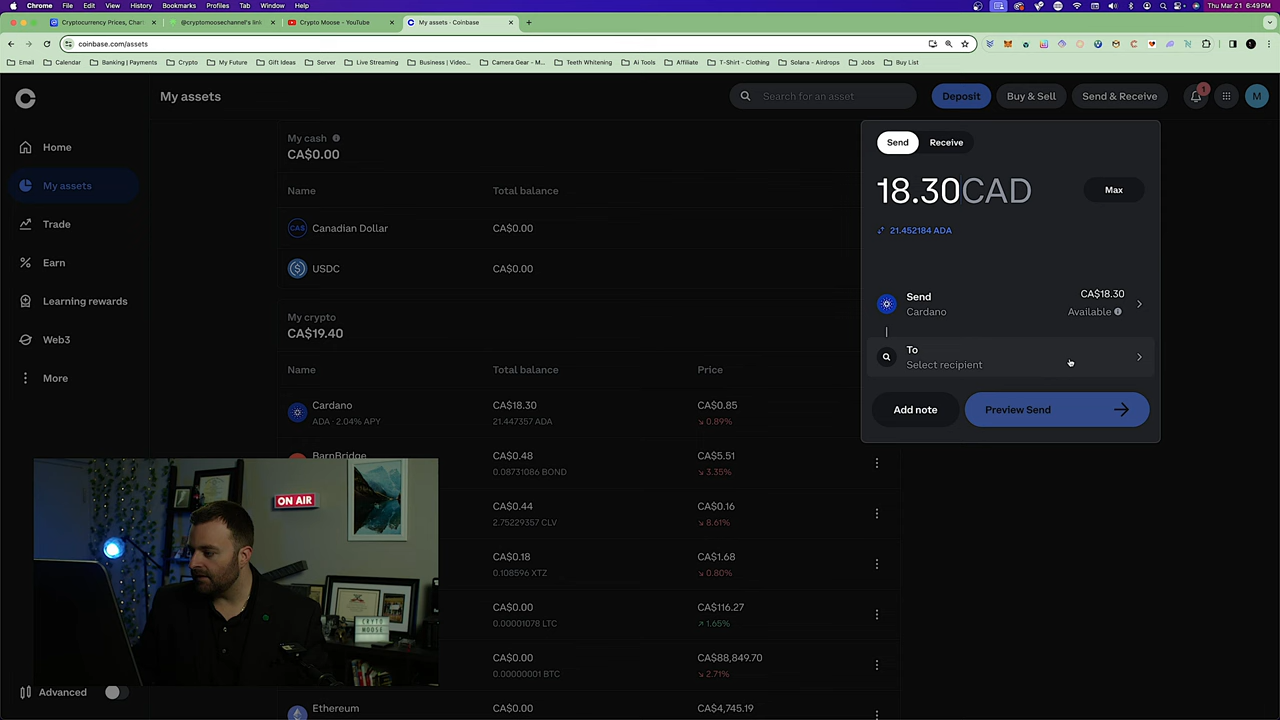 Chrome File Edit View History Bookmarks Profiles Tab Window Help
Thu Mar 21 6:49 PM
Cryptocurrency Prices, Char
@cryptomoosechannel's link
Crypto Moose - YouTube
My assets - Coinbase
coinbase.com/assets
Email Calendar Banking | Payments Crypto My Future Gift Ideas Server Live Streaming Business | Video... Camera Gear - M... Teeth Whitening Ai Tools Affiliate T-Shirt - Clothing Solana - Airdrops Jobs Buy List
My assets
Search for an asset
Deposit
Buy & Sell
Send & Receive
1
M
Home
My assets
Trade
Earn
Learning rewards
Web3
More
Advanced
My cash
CA$0.00
Name Total balance
CA$ Canadian Dollar CA$0.00
USDC CA$0.00
My crypto
CA$19.40
Name Total balance Price
Cardano CA$18.30 CA$0.85
ADA · 2.04% APY 21.447357 ADA ↘ 0.89%
BarnBridge CA$0.48 CA$5.51
0.08731086 BOND ↘ 3.35%
CA$0.44 CA$0.16
2.75229357 CLV ↘ 8.61%
CA$0.18 CA$1.68
0.108596 XTZ ↘ 0.80%
CA$0.00 CA$116.27
0.00001078 LTC ↗ 1.65%
CA$0.00 CA$88,849.70
0.00000001 BTC ↘ 2.71%
Ethereum CA$0.00 CA$4,745.19
Send Receive
18.30CAD
Max
21.452184 ADA
Send CA$18.30
Cardano Available
To
Select recipient
Add note
Preview Send
ON AIR
CRYPTO
MOOSE